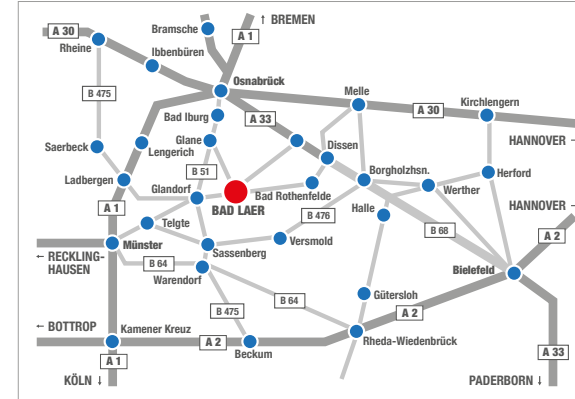 ↑ BREMEN
Bramsche
A 30
A 1
Rheine
Ibbenbüren
Osnabrück
B 475
Melle
Kirchlengern
A 30
Bad Iburg
A 33
HANNOVER
Saerbeck
Lengerich
Glane
Dissen
B 51
Borgholzhsn.
Herford
Ladbergen
Glandorf
Bad Rothenfelde
Werther
A 1
BAD LAER
Halle
HANNOVER
Telgte
B 476
B 68
A 2
Münster
Versmold
← RECKLING-
HAUSEN
B 64
Sassenberg
Bielefeld
Warendorf
Gütersloh
B 64
B 475
A 2
← BOTTROP
Kamener Kreuz
A 2
Rheda-Wiedenbrück
Beckum
A 33
A 1
KÖLN ↓
PADERBORN ↓